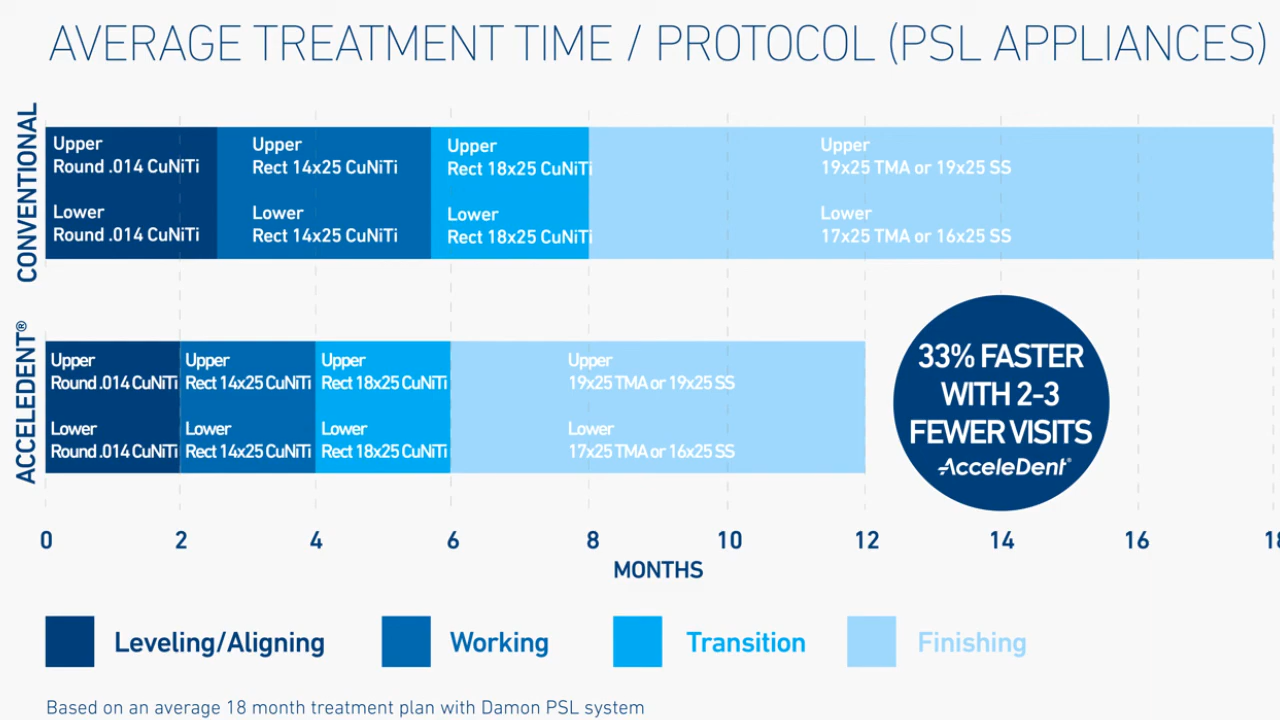 AVERAGE TREATMENT TIME / PROTOCOL (PSL APPLIANCES)
CONVENTIONAL
Upper
Round .014 CuNiTi
Lower
Round .014 CuNiTi
Upper
Rect 14x25 CuNiTi
Lower
Rect 14x25 CuNiTi
Upper
Rect 18x25 CuNiTi
Lower
Rect 18x25 CuNiTi
Upper
19x25 TMA or 19x25 SS
Lower
17x25 TMA or 16x25 SS
ACCELEDENT®
Upper
Round .014 CuNiTi
Lower
Round .014 CuNiTi
Upper
Rect 14x25 CuNiTi
Lower
Rect 14x25 CuNiTi
Upper
Rect 18x25 CuNiTi
Lower
Rect 18x25 CuNiTi
Upper
19x25 TMA or 19x25 SS
Lower
17x25 TMA or 16x25 SS
33% FASTER
WITH 2-3
FEWER VISITS
AcceleDent®
0 2 4 6 8 10 12 14 16 18
MONTHS
Leveling/Aligning Working Transition Finishing
Based on an average 18 month treatment plan with Damon PSL system